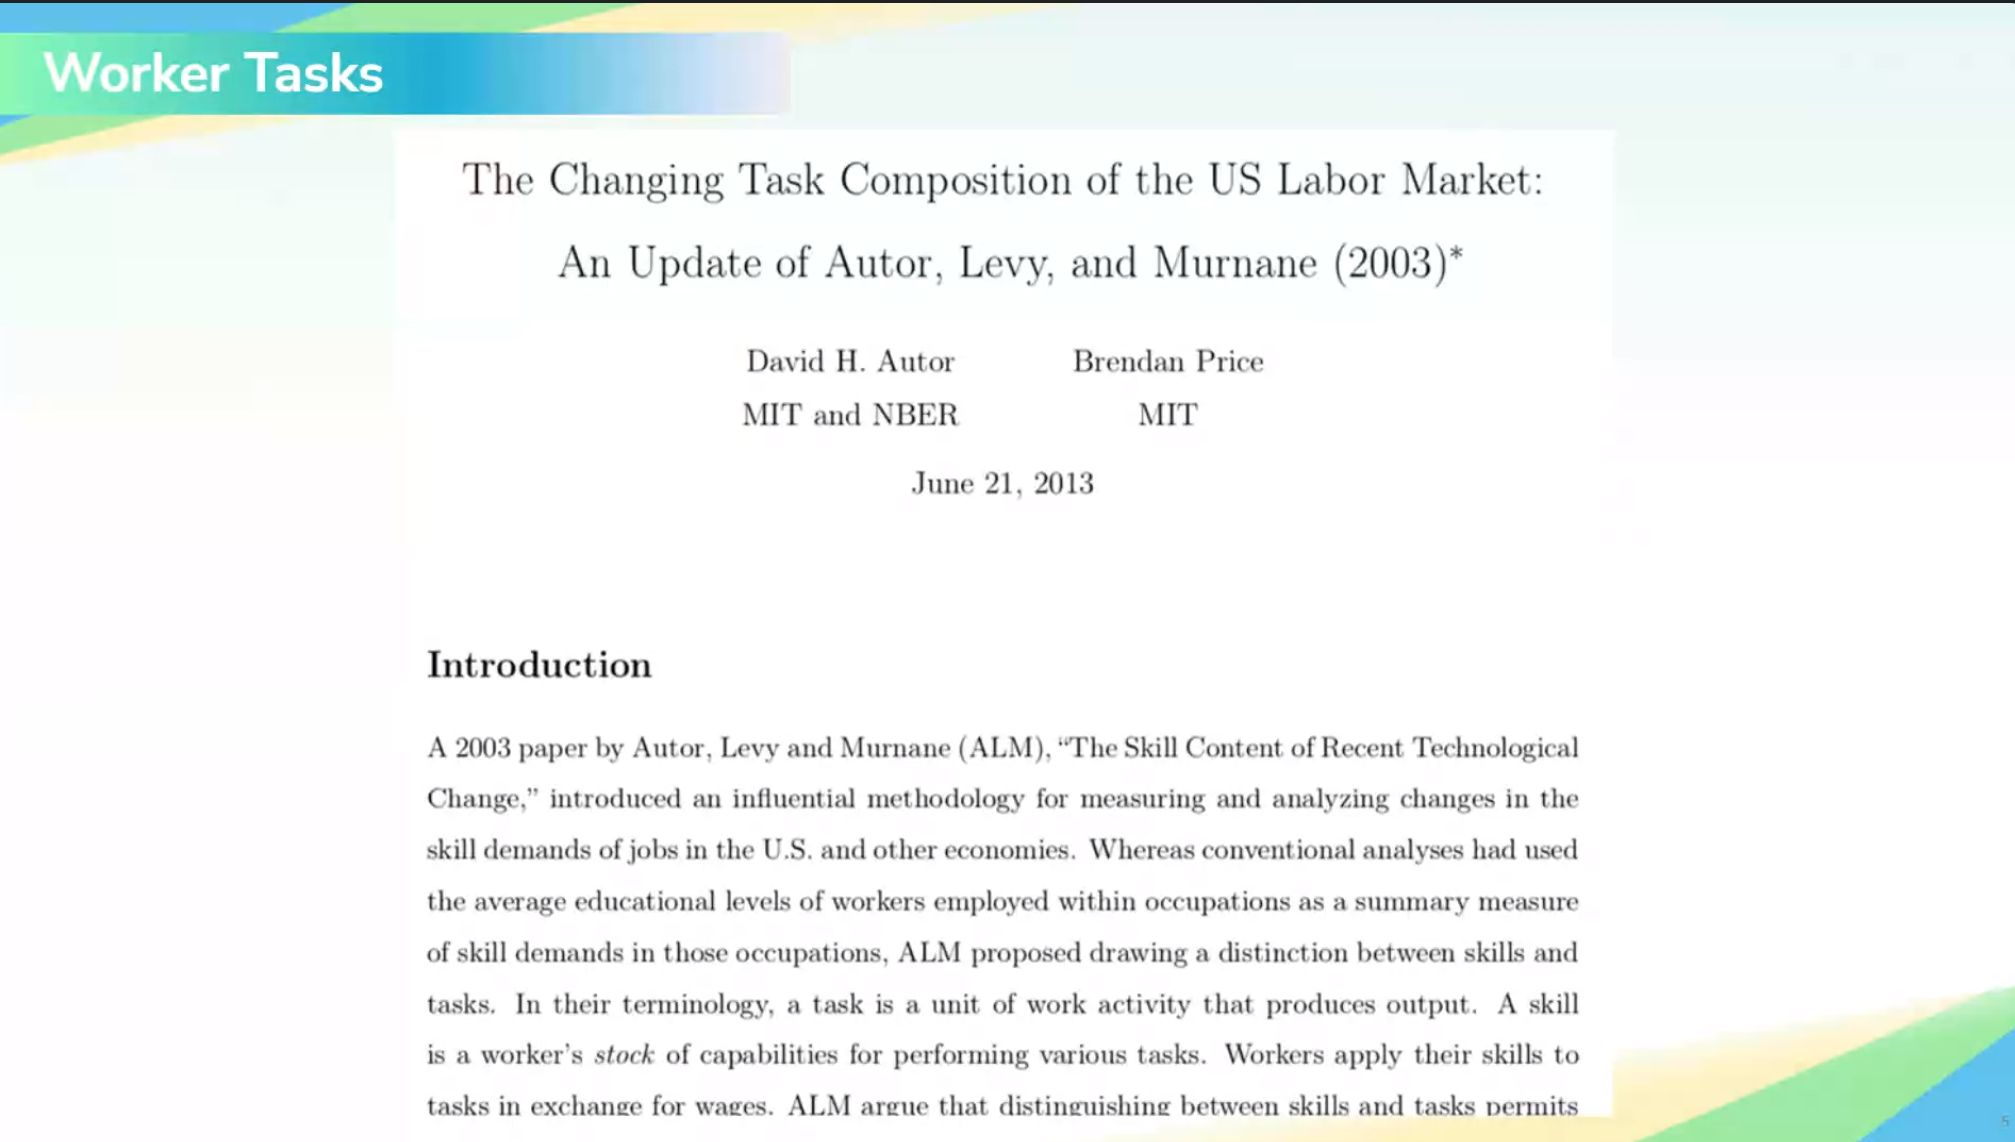 Worker Tasks
The Changing Task Composition of the US Labor Market:
An Update of Autor, Levy, and Murnane (2003)*
David H. Autor Brendan Price
MIT and NBER MIT
June 21, 2013
Introduction
A 2003 paper by Autor, Levy and Murnane (ALM), “The Skill Content of Recent Technological
Change,” introduced an influential methodology for measuring and analyzing changes in the
skill demands of jobs in the U.S. and other economies. Whereas conventional analyses had used
the average educational levels of workers employed within occupations as a summary measure
of skill demands in those occupations, ALM proposed drawing a distinction between skills and
tasks. In their terminology, a task is a unit of work activity that produces output. A skill
is a worker’s stock of capabilities for performing various tasks. Workers apply their skills to
tasks in exchange for wages. ALM argue that distinguishing between skills and tasks permits
5